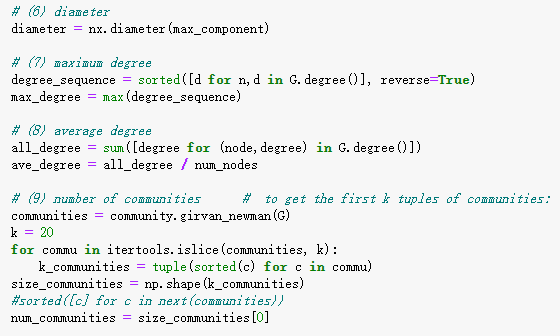 # (6) diameter
diameter = nx.diameter(max_component)
# (7) maximum degree
degree_sequence = sorted([d for n,d in G.degree()], reverse=True)
max_degree = max(degree_sequence)
# (8) average degree
all_degree = sum([degree for (node,degree) in G.degree()])
ave_degree = all_degree / num_nodes
# (9) number of communities # to get the first k tuples of communities:
communities = community.girvan_newman(G)
k = 20
for commu in itertools.islice(communities, k):
    k_communities = tuple(sorted(c) for c in commu)
size_communities = np.shape(k_communities)
#sorted([c] for c in next(communities))
num_communities = size_communities[0]